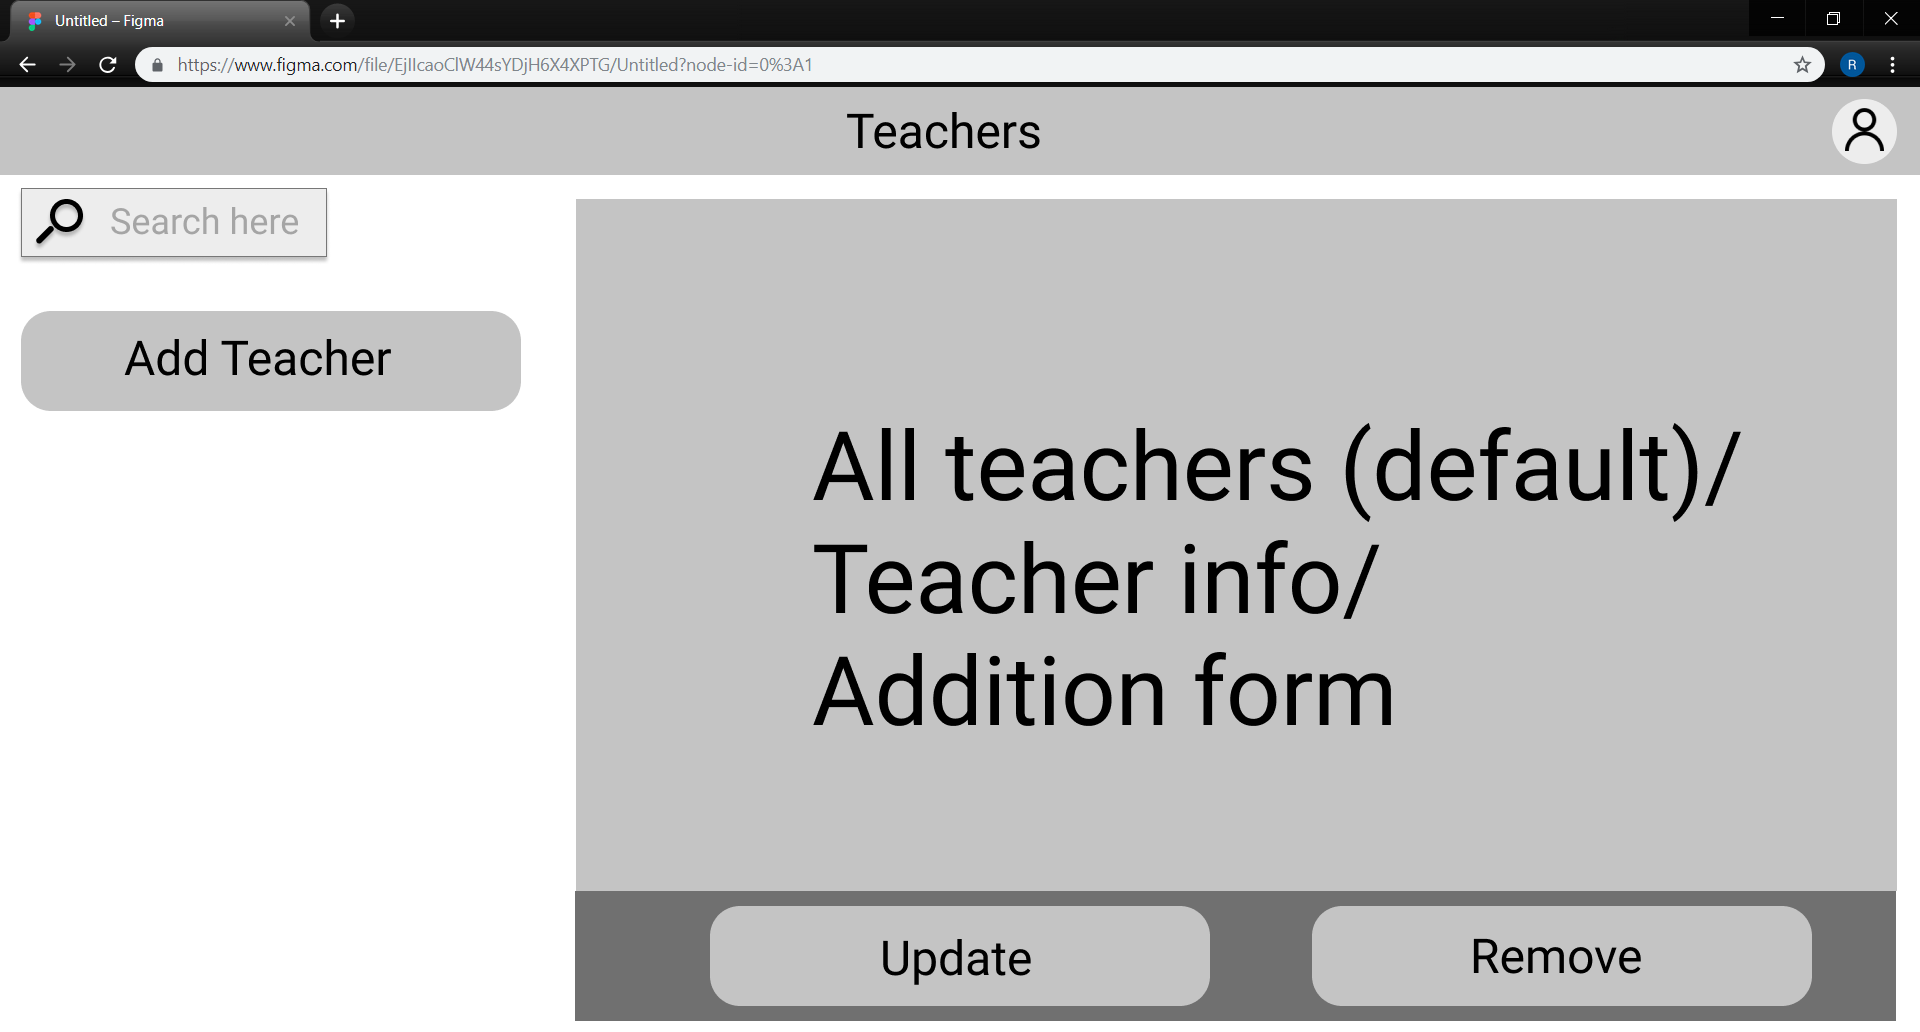 Untitled – Figma
https://www.figma.com/file/EjIIcaoClW44sYDjH6X4XPTG/Untitled?node-id=0%3A1
R
Teachers
Search here
Add Teacher
All teachers (default)/
Teacher info/
Addition form
Update
Remove